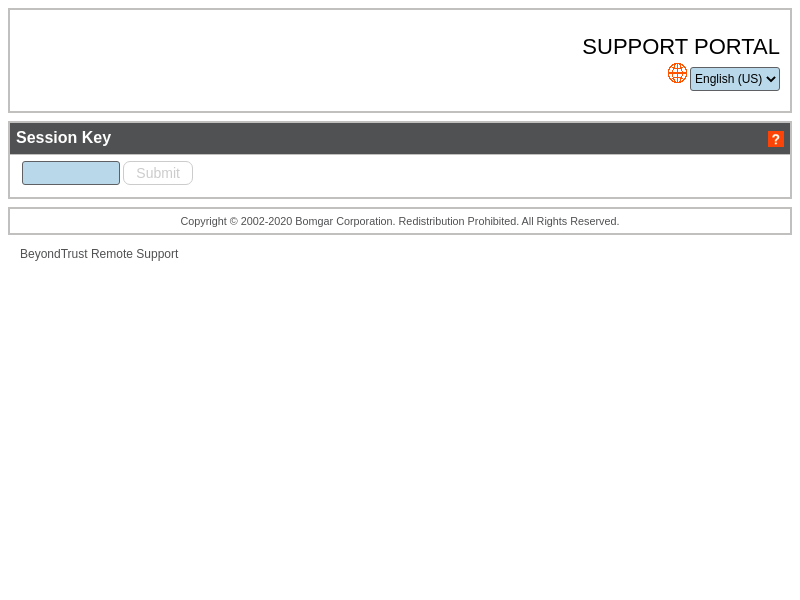 SUPPORT PORTAL
English (US)
Session Key
?
Submit
Copyright © 2002-2020 Bomgar Corporation. Redistribution Prohibited. All Rights Reserved.
BeyondTrust Remote Support